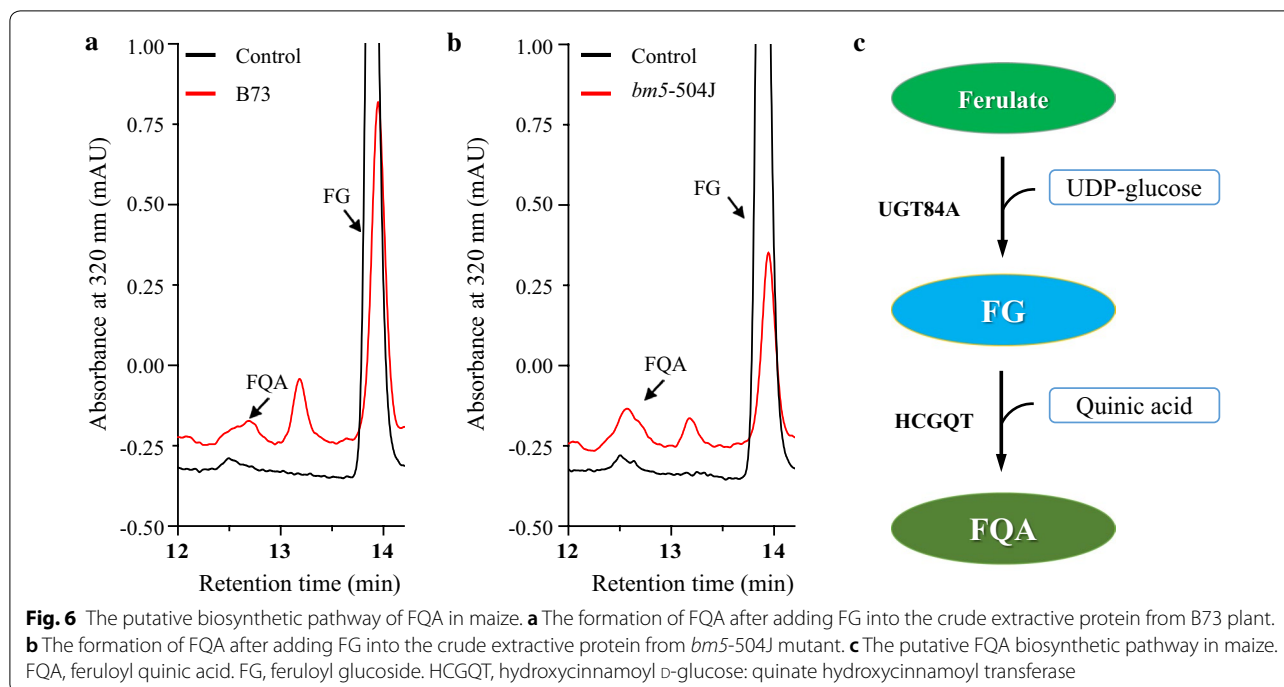 a
1.00
0.75
0.50
0.25
0.00
-0.25
-0.50
Absorbance at 320 nm (mAU)
Control
B73
FG
FQA
12
13
14
Retention time (min)
b
1.00
0.75
0.50
0.25
0.00
-0.25
-0.50
Absorbance at 320 nm (mAU)
Control
bm5-504J
FG
FQA
12
13
14
Retention time (min)
c
Ferulate
UDP-glucose
UGT84A
FG
Quinic acid
HCGQT
FQA
Fig. 6 The putative biosynthetic pathway of FQA in maize. a The formation of FQA after adding FG into the crude extractive protein from B73 plant.
b The formation of FQA after adding FG into the crude extractive protein from bm5-504J mutant. c The putative FQA biosynthetic pathway in maize.
FQA, feruloyl quinic acid. FG, feruloyl glucoside. HCGQT, hydroxycinnamoyl D-glucose: quinate hydroxycinnamoyl transferase